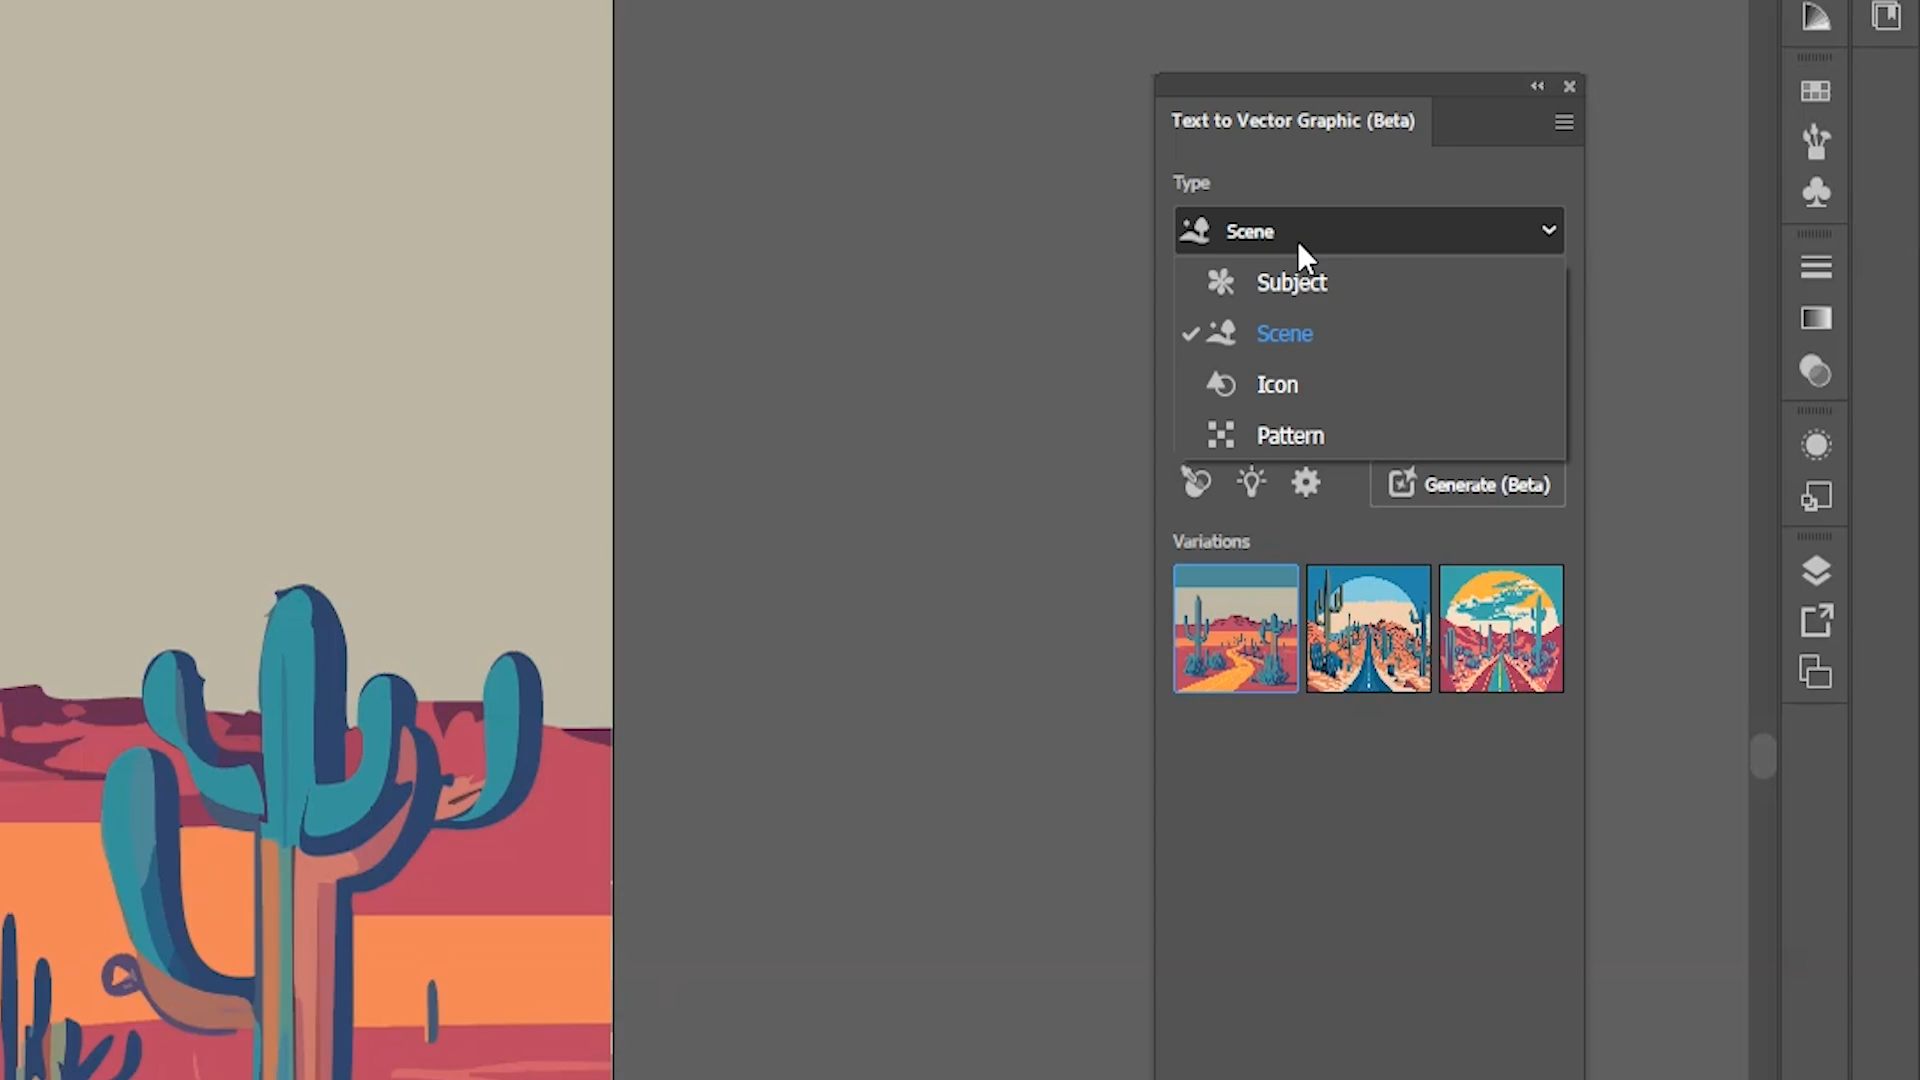 Text to Vector Graphic (Beta)
Type
Scene
Subject
Scene
Icon
Pattern
Generate (Beta)
Variations